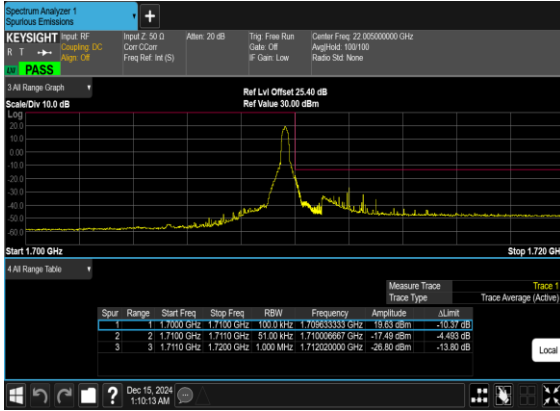 Spectrum Analyzer 1
Spurious Emissions
+
KEYSIGHT Input: RF Input Z: 50 Ω Atten: 20 dB Trig: Free Run Center Freq: 22.005000000 GHz
R T Coupling: DC Corr CCorr Gate: Off Avg|Hold: 100/100
Align: Off Freq Ref: Int (S) IF Gain: Low Radio Std: None
PASS
3 All Range Graph
Ref Lvl Offset 25.40 dB
Scale/Div 10.0 dB Ref Value 30.00 dBm
Log
20.0
10.0
0.00
-10.0
-20.0
-30.0
-40.0
-50.0
-60.0
Start 1.700 GHz Stop 1.720 GH
4 All Range Table
Measure Trace Trace 1
Trace Type Trace Average (Active)
Spur Range Start Freq Stop Freq RBW Frequency Amplitude ΔLimit
1 1 1.7000 GHz 1.7100 GHz 100.0 kHz 1.709633333 GHz 19.63 dBm -10.37 dB
2 2 1.7100 GHz 1.7110 GHz 51.00 kHz 1.710006667 GHz -17.49 dBm -4.493 dB
3 3 1.7110 GHz 1.7200 GHz 1.000 MHz 1.712020000 GHz -26.80 dBm -13.80 dB
Local
? Dec 15, 2024
1:10:13 AM